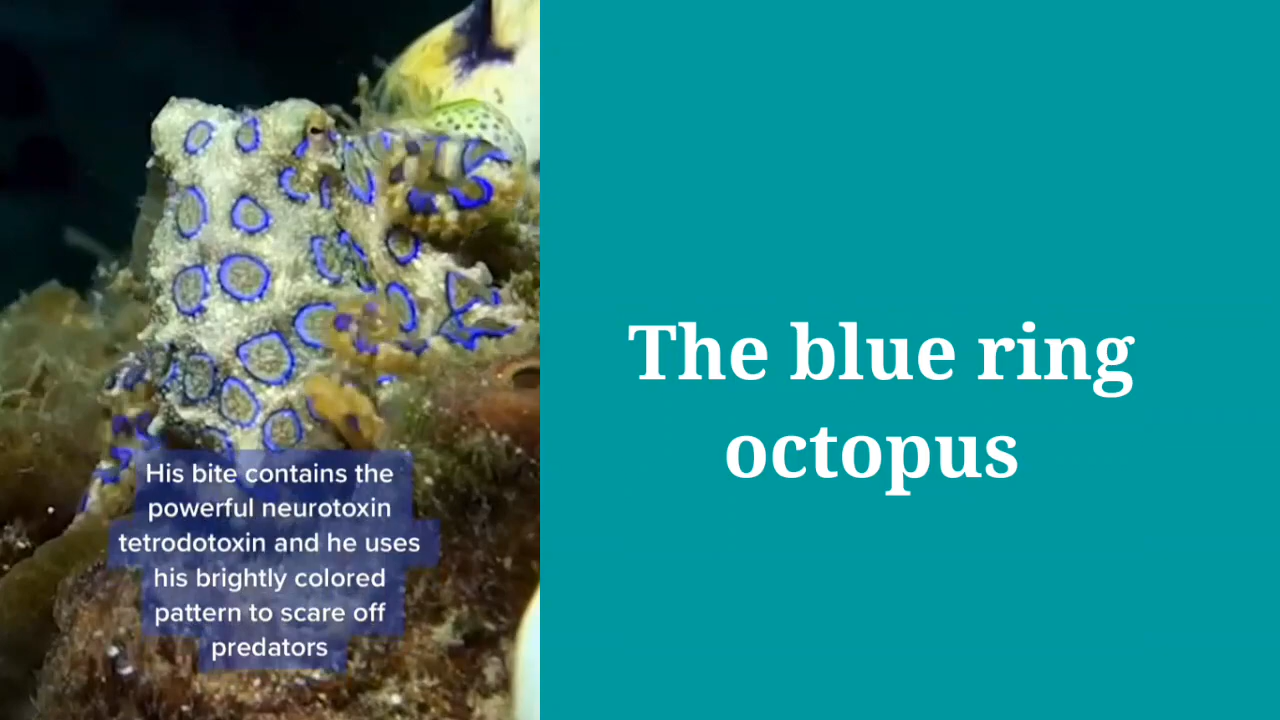 His bite contains the
powerful neurotoxin
tetrodotoxin and he uses
his brightly colored
pattern to scare off
predators
The blue ring
octopus